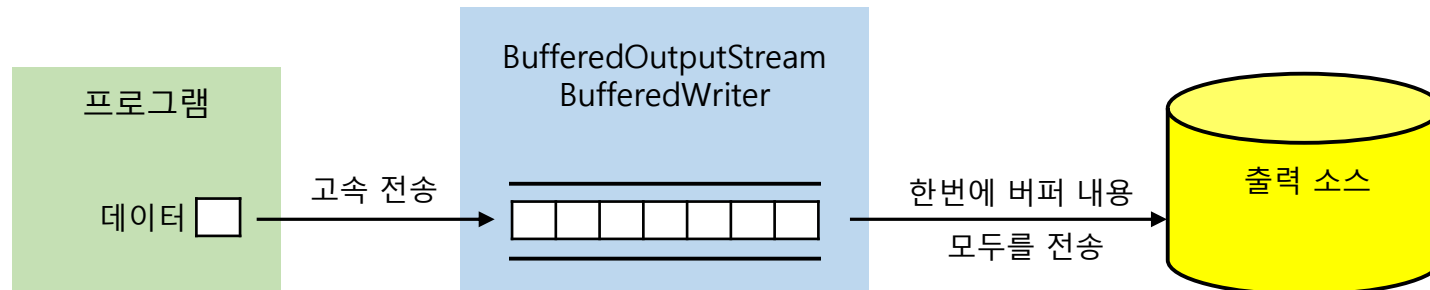 프로그램
데이터
고속 전송
BufferedOutputStream
BufferedWriter
한번에 버퍼 내용
모두를 전송
출력 소스